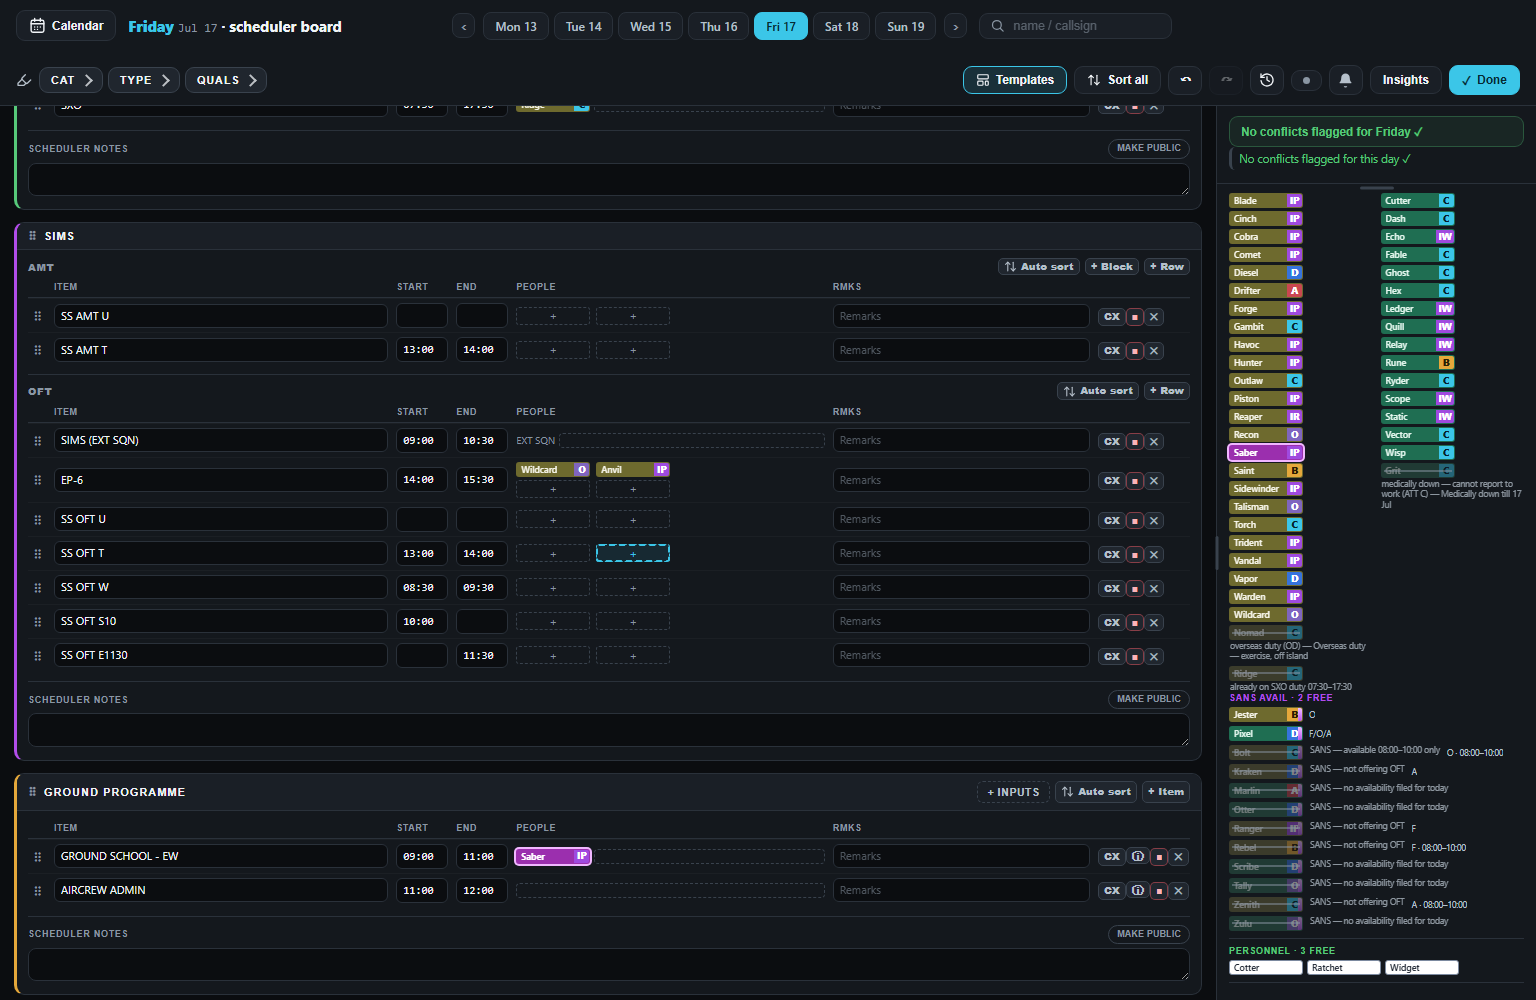 Calendar
Friday Jul 17 · scheduler board
‹ Mon 13 Tue 14 Wed 15 Thu 16 Fri 17 Sat 18 Sun 19 ›
name / callsign
CAT TYPE QUALS
Templates Sort all Insights ✓ Done
SXO 07:30 17:30 Ridge C Remarks CX
SCHEDULER NOTES MAKE PUBLIC
SIMS
AMT Auto sort + Block + Row
ITEM START END PEOPLE RMKS
SS AMT U + + Remarks CX ✕
SS AMT T 13:00 14:00 + + Remarks CX ✕
OFT Auto sort + Row
ITEM START END PEOPLE RMKS
SIMS (EXT SQN) 09:00 10:30 EXT SQN Remarks CX ✕
EP-6 14:00 15:30 Wildcard O Anvil IP + Remarks CX ✕
SS OFT U + + Remarks CX ✕
SS OFT T 13:00 14:00 + + Remarks CX ✕
SS OFT W 08:30 09:30 + + Remarks CX ✕
SS OFT S10 10:00 + + Remarks CX ✕
SS OFT E1130 11:30 + + Remarks CX ✕
SCHEDULER NOTES MAKE PUBLIC
GROUND PROGRAMME + INPUTS Auto sort + Item
ITEM START END PEOPLE RMKS
GROUND SCHOOL - EW 09:00 11:00 Saber IP Remarks CX ✕
AIRCREW ADMIN 11:00 12:00 Remarks CX ✕
SCHEDULER NOTES MAKE PUBLIC
No conflicts flagged for Friday ✓
No conflicts flagged for this day ✓
Blade IP
Cinch IP
Cobra IP
Comet IP
Diesel D
Drifter A
Forge IP
Gambit C
Havoc IP
Hunter IP
Outlaw C
Piston IP
Reaper IR
Recon O
Saber IP
Saint B
Sidewinder IP
Talisman O
Torch C
Trident IP
Vandal IP
Vapor D
Warden IP
Wildcard O
Nomad C
overseas duty (OD) — Overseas duty
— exercise, off island
Ridge C
already on SXO duty 07:30–17:30
Cutter C
Dash C
Echo IW
Fable C
Ghost C
Hex C
Ledger IW
Quill IW
Relay IW
Rune B
Ryder C
Scope IW
Static IW
Vector C
Wisp C
Grit C
medically down — cannot report to
work (ATT C) — Medically down till 17
Jul
SANS AVAIL · 2 FREE
Jester B O
Pixel D F/O/A
Bolt C SANS — available 08:00–10:00 only O · 08:00–10:00
Kraken D SANS — not offering OFT A
Marlin A SANS — no availability filed for today
Otter D SANS — no availability filed for today
Ranger IP SANS — not offering OFT F
Rebel B SANS — not offering OFT F · 08:00–10:00
Scribe D SANS — no availability filed for today
Tally O SANS — no availability filed for today
Zenith C SANS — not offering OFT A · 08:00–10:00
Zulu O SANS — no availability filed for today
PERSONNEL · 3 FREE
Cotter Ratchet Widget